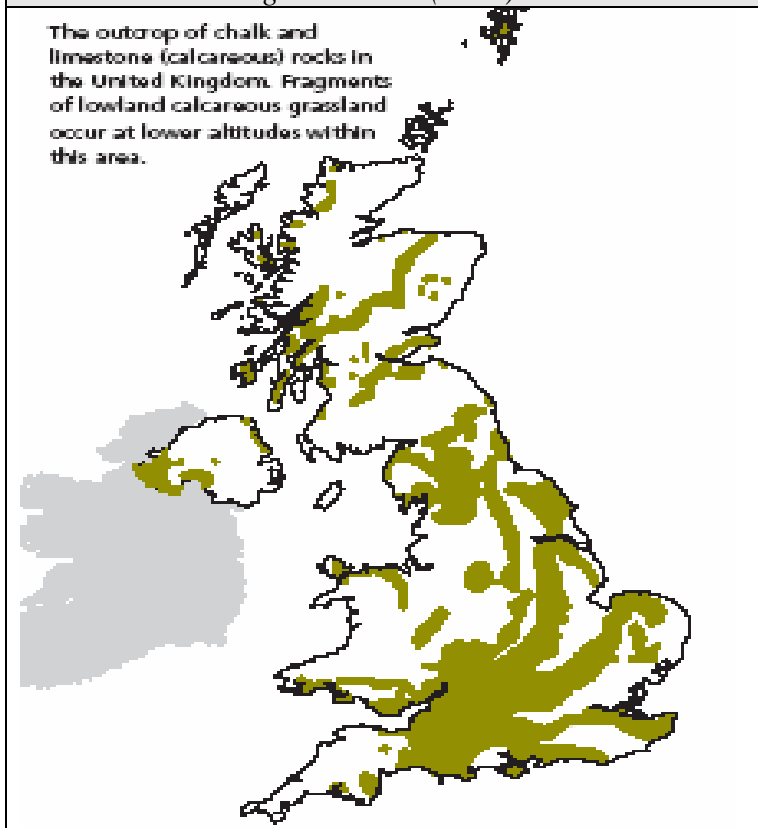 The outcrop of chalk and
limestone (calcareous) rocks in
the United Kingdom. Fragments
of lowland calcareous grassland
occur at lower altitudes within
this area.